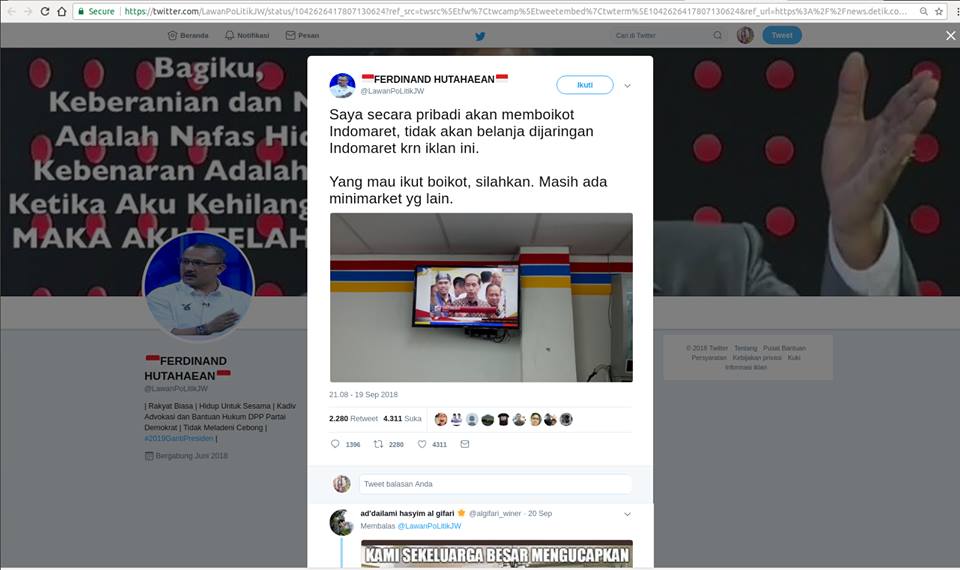 Secure
https://twitter.com/LawanPoLitikJW/status/1042626417807130624?ref_src=twsrc%5Etfw%7Ctwcamp%5Etweetembed%7Ctwterm%5E1042626417807130624&ref_url=https%3A%2F%2Fnews.detik.co...
Beranda
Notifikasi
Pesan
Cari di Twitter
Tweet
Bagiku,
Keberanian dan N
Adalah Nafas Hid
Kebenaran Adalah
Ketika Aku Kehilang
MAKA AKU TELAH
FERDINAND HUTAHAEAN
@LawanPoLitikJW
Ikuti
Saya secara pribadi akan memboikot
Indomaret, tidak akan belanja dijaringan
Indomaret krn iklan ini.
Yang mau ikut boikot, silahkan. Masih ada
minimarket yg lain.
21.08 - 19 Sep 2018
2.280 Retweet 4.311 Suka
1396 2280 4311
Tweet balasan Anda
ad'dailami hasyim al gifari @algifari_winer · 20 Sep
Membalas @LawanPoLitikJW
KAMI SEKELUARGA BESAR MENGUCAPKAN
FERDINAND
HUTAHAEAN
@LawanPoLitikJW
| Rakyat Biasa | Hidup Untuk Sesama | Kadiv
Advokasi dan Bantuan Hukum DPP Partai
Demokrat | Tidak Meladeni Cebong |
#2019GantiPresiden |
Bergabung Juni 2018
© 2018 Twitter Tentang Pusat Bantuan
Persyaratan Kebijakan privasi Kuki
Informasi iklan